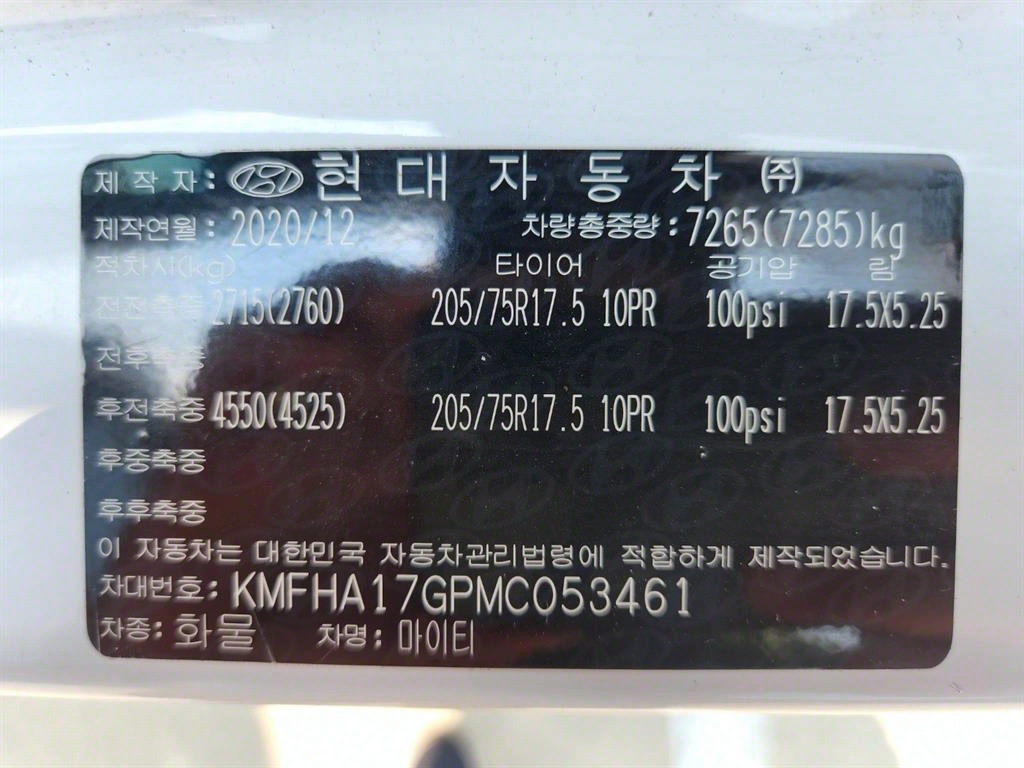 제 작 자: 현 대 자 동 차 ㈜
제작연월: 2020/12 차량총중량: 7265(7285)kg
적차시(kg) 타이어 공기압 림
전전축중 2715(2760) 205/75R17.5 10PR 100psi 17.5X5.25
전후축중
후전축중 4550(4525) 205/75R17.5 10PR 100psi 17.5X5.25
후중축중
후후축중
이 자동차는 대한민국 자동차관리법령에 적합하게 제작되었습니다.
차대번호: KMFHA17GPMC053461
차종: 화물 차명: 마이티